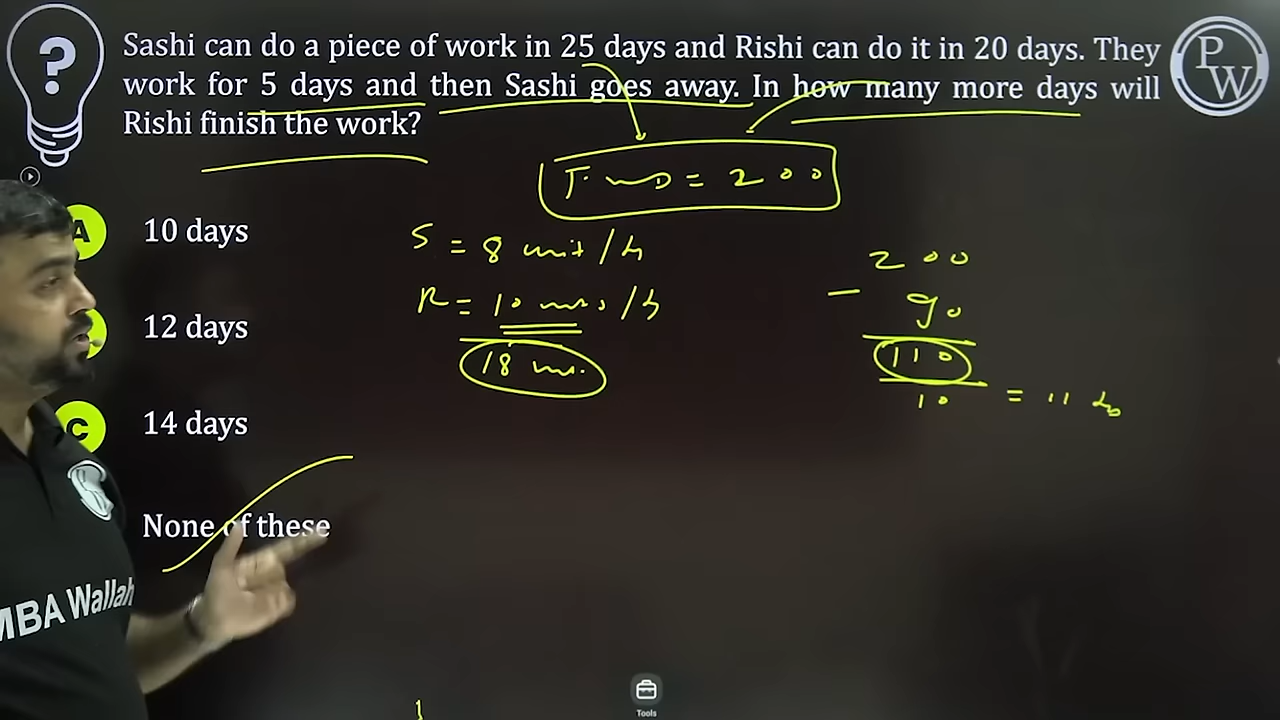 Sashi can do a piece of work in 25 days and Rishi can do it in 20 days. They
work for 5 days and then Sashi goes away. In how many more days will
Rishi finish the work?
PW
T. WD = 200
A 10 days
S = 8 unit/
12 days
R = 10 /
18
C 14 days
None of these
200
- 90
110
10 = 11
MBA Wallah
Tools